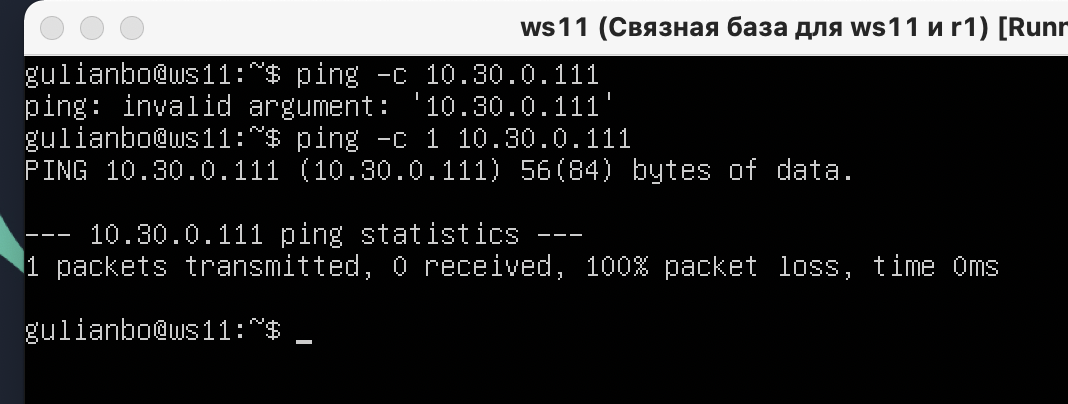 ws11 (Связная база для ws11 и r1) [Runn
gulianbo@ws11:~$ ping -c 10.30.0.111
ping: invalid argument: '10.30.0.111'
gulianbo@ws11:~$ ping -c 1 10.30.0.111
PING 10.30.0.111 (10.30.0.111) 56(84) bytes of data.
--- 10.30.0.111 ping statistics ---
1 packets transmitted, 0 received, 100% packet loss, time 0ms
gulianbo@ws11:~$ _